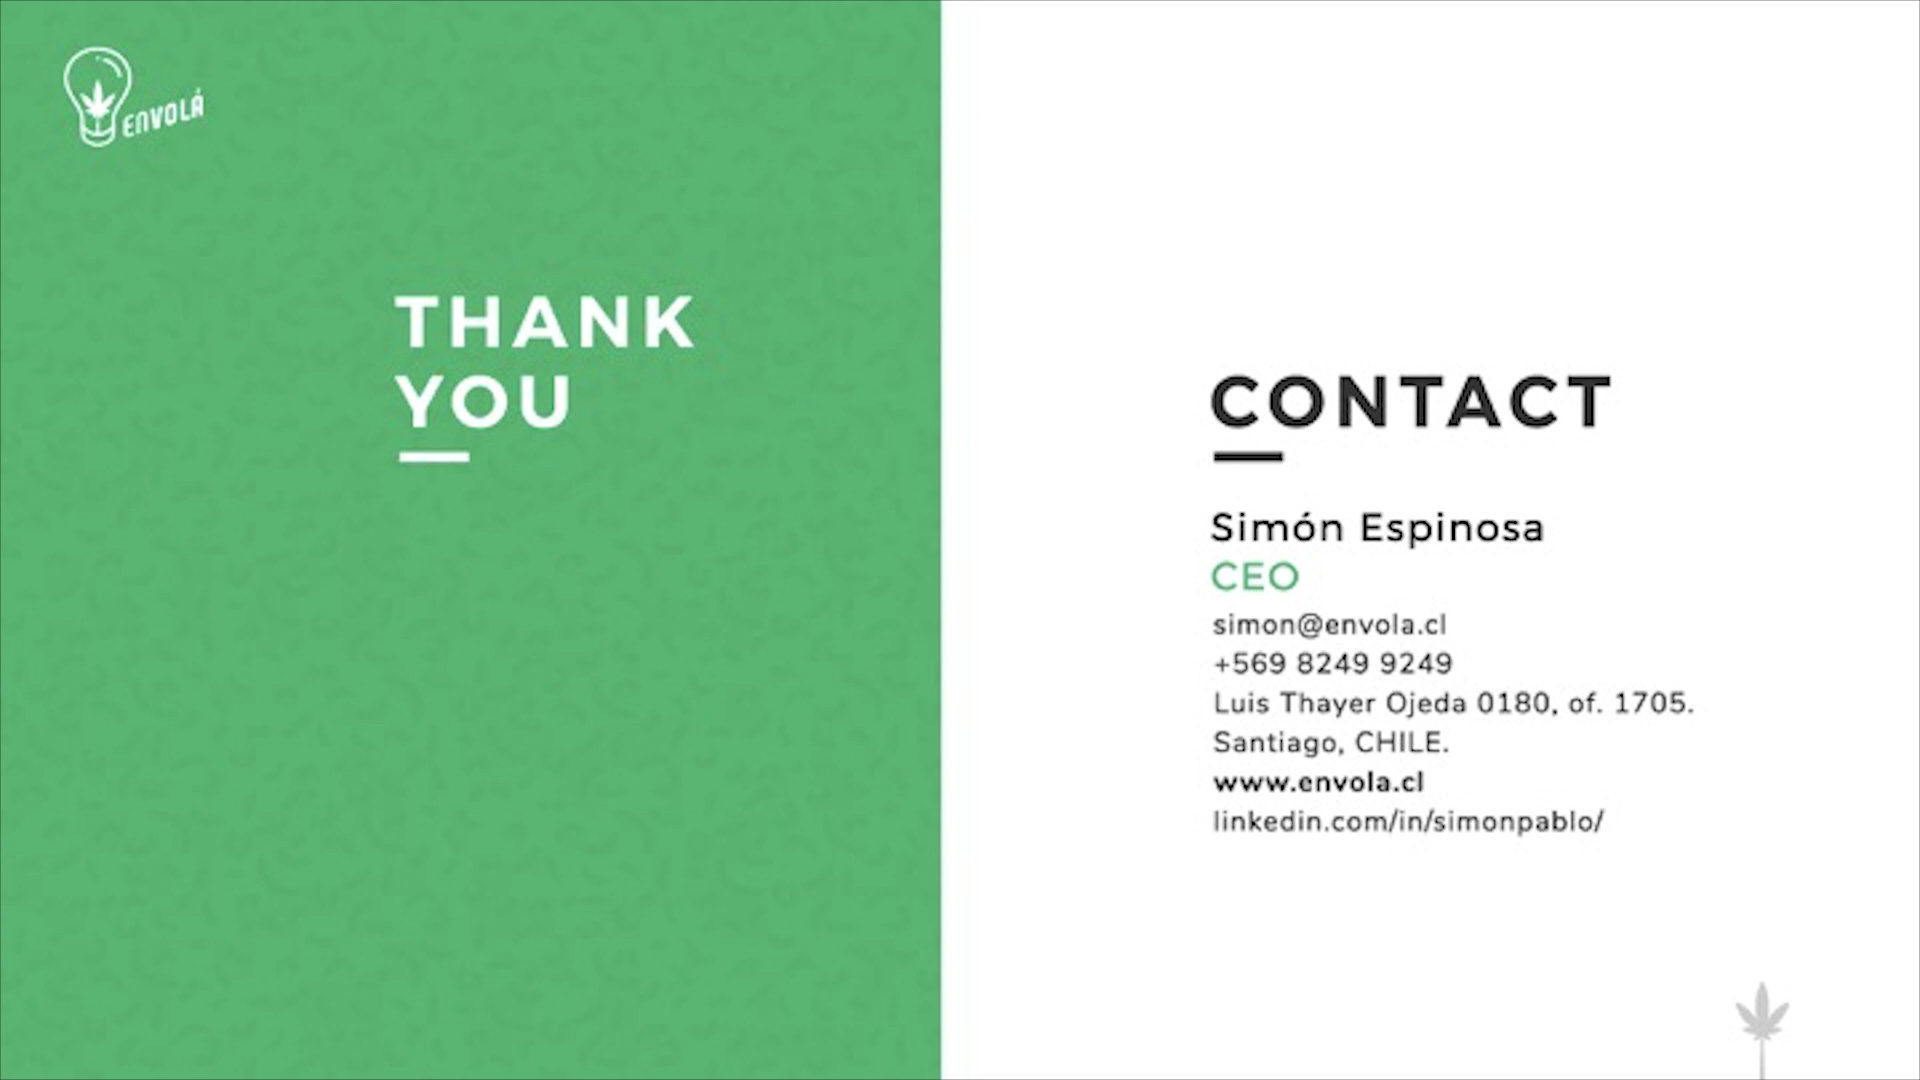 ENVOLÁ
THANK
YOU
CONTACT
Simón Espinosa
CEO
simon@envola.cl
+569 8249 9249
Luis Thayer Ojeda 0180, of. 1705.
Santiago, CHILE.
www.envola.cl
linkedin.com/in/simonpablo/